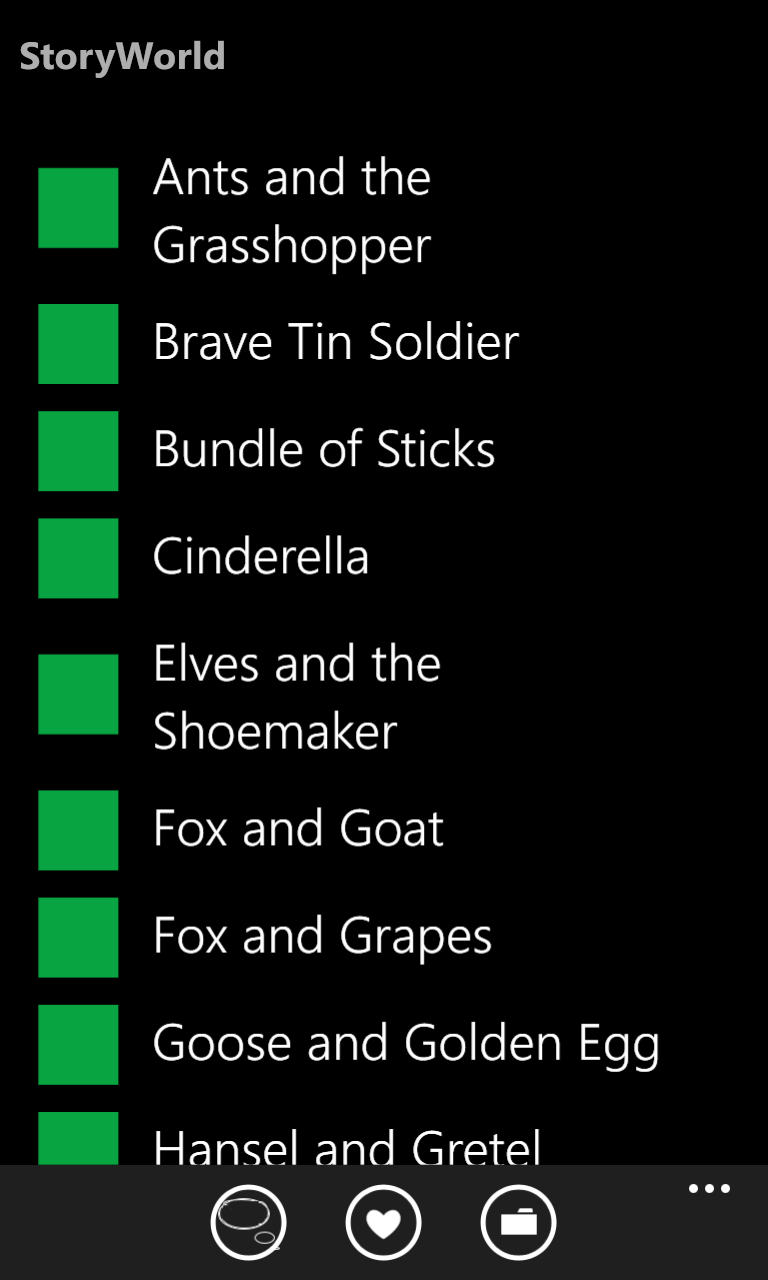 StoryWorld
Ants and the
Grasshopper
Brave Tin Soldier
Bundle of Sticks
Cinderella
Elves and the
Shoemaker
Fox and Goat
Fox and Grapes
Goose and Golden Egg
Hansel and Gretel